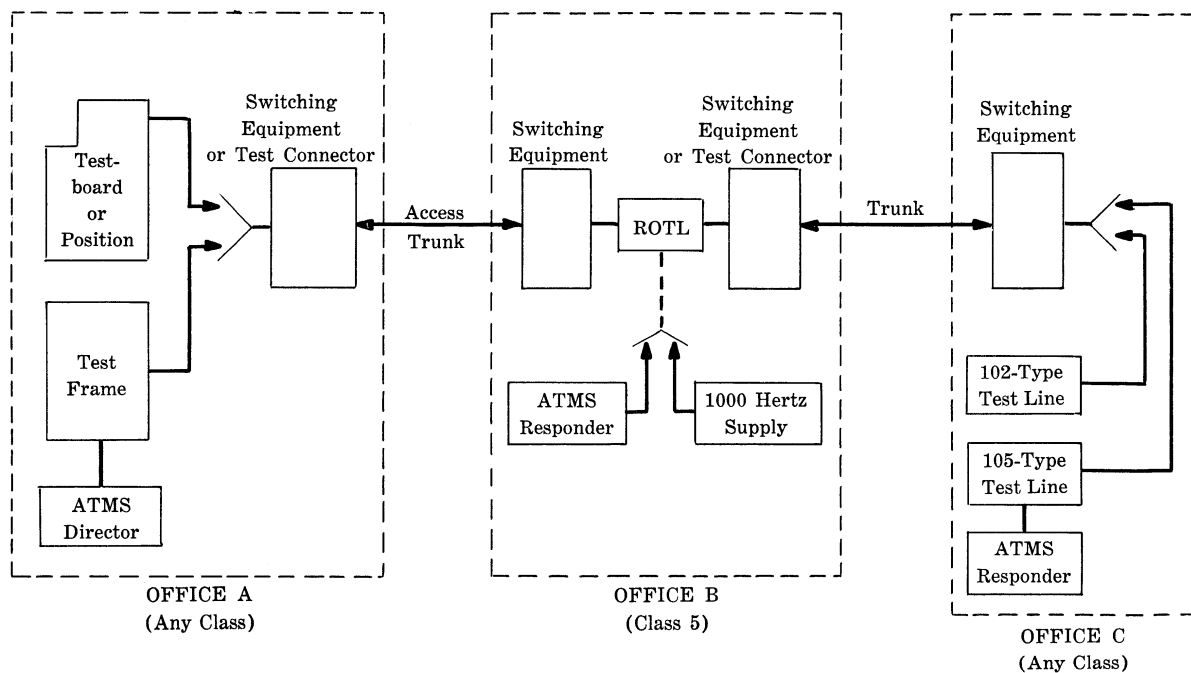 Switching
Equipment
or Test Connector
Test-
board
or
Position
Test
Frame
ATMS
Director
OFFICE A
(Any Class)
Access
Trunk
Switching
Equipment
Switching
Equipment
or Test Connector
ROTL
ATMS
Responder
1000 Hertz
Supply
OFFICE B
(Class 5)
Trunk
Switching
Equipment
102-Type
Test Line
105-Type
Test Line
ATMS
Responder
OFFICE C
(Any Class)